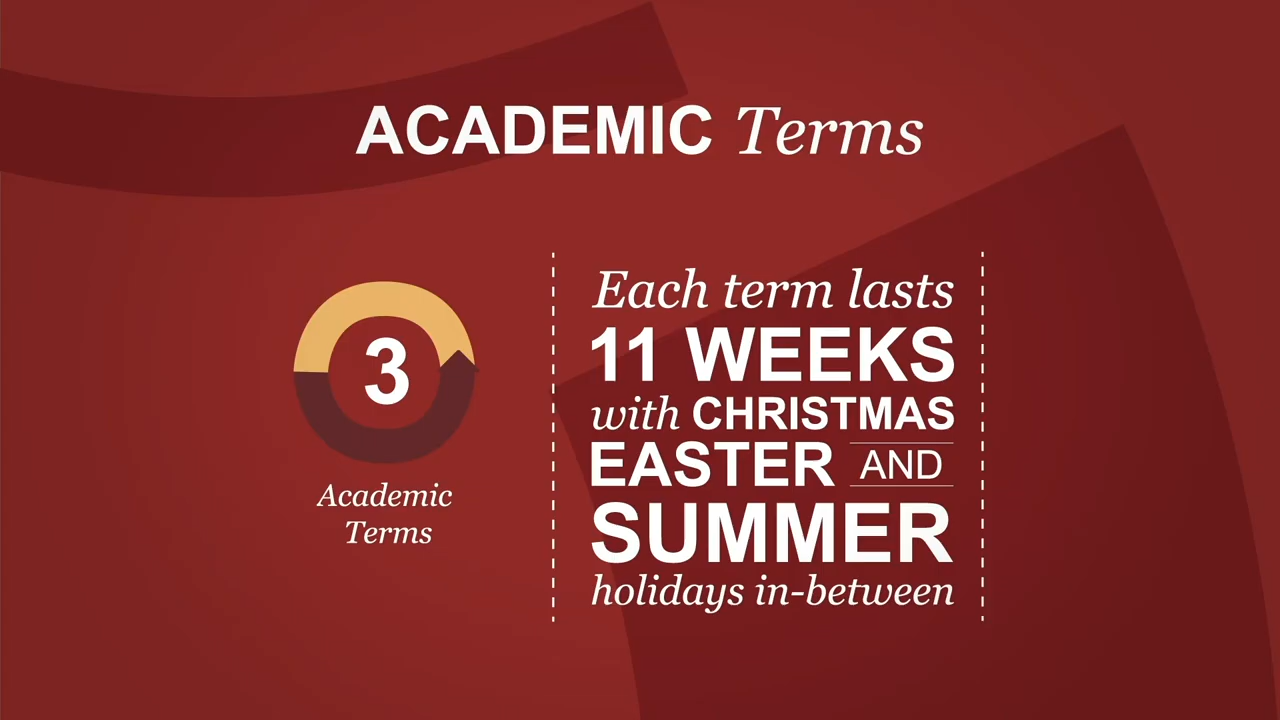 ACADEMIC Terms
3
Academic
Terms
Each term lasts
11 WEEKS
with CHRISTMAS
EASTER AND
SUMMER
holidays in-between